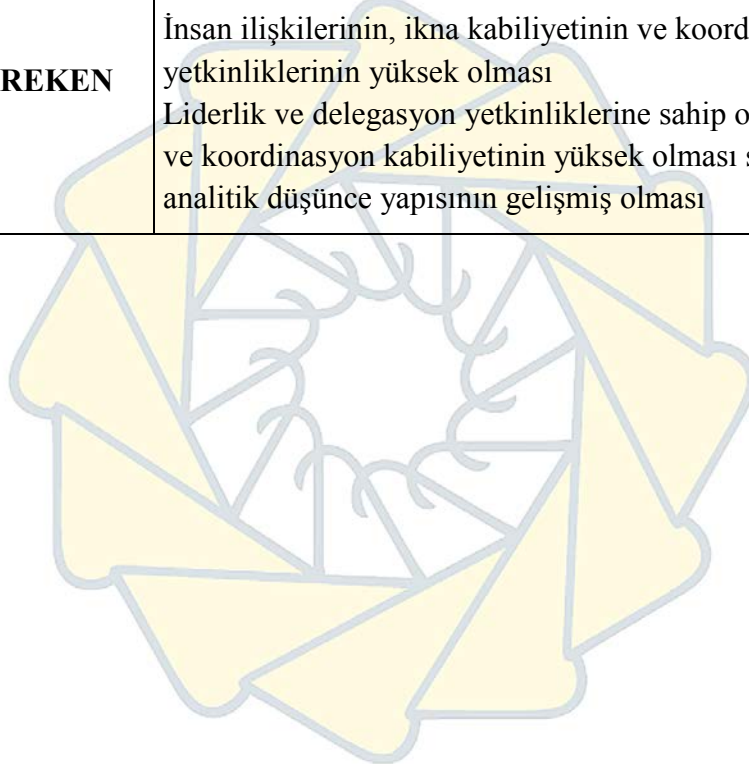 İnsan ilişkilerinin, ikna kabiliyetinin ve koord
REKEN
yetkinliklerinin yüksek olması
Liderlik ve delegasyon yetkinliklerine sahip o
ve koordinasyon kabiliyetinin yüksek olması s
analitik düşünce yapısının gelişmiş olması